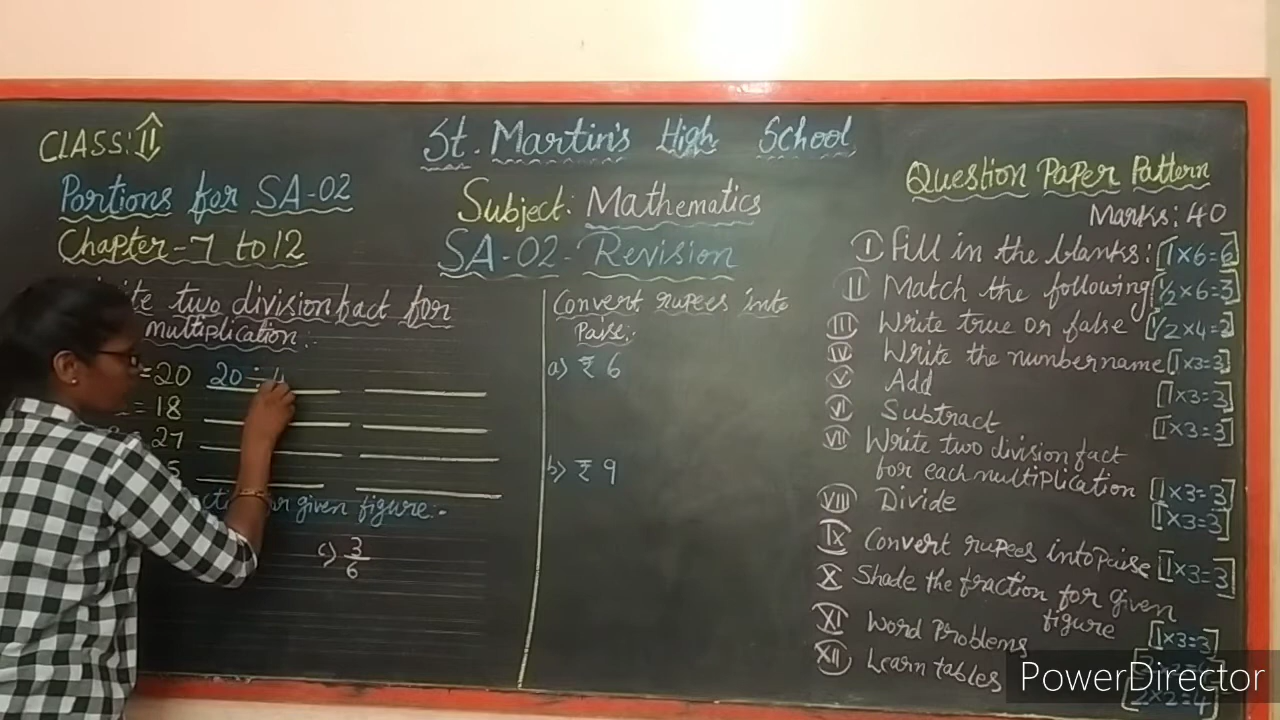 CLASS: II
St. Martin's High School
Portions for SA-02
Subject: Mathematics
Chapter-7 to 12
SA-02-Revision
two division fact for
multiplication:-
=20 20 ÷ 4
= 18
27
5
for given figure.
c) 3/6
Convert rupees into
Paise:
a) ₹ 6
b) ₹ 9
Question Paper Pattern
Marks: 40
I Fill in the blanks: [1×6=6]
II Match the following [1/2×6=3]
III Write true or false [1/2×4=2]
IV Write the number name [1×3=3]
V Add [1×3=3]
VI Subtract [1×3=3]
VII Write two division fact
for each multiplication [1×3=3]
VIII Divide [1×3=3]
IX Convert rupees into Paise [1×3=3]
X Shade the fraction for given
figure [1×3=3]
XI Word Problems
XII Learn tables [2×2=4]
PowerDirector